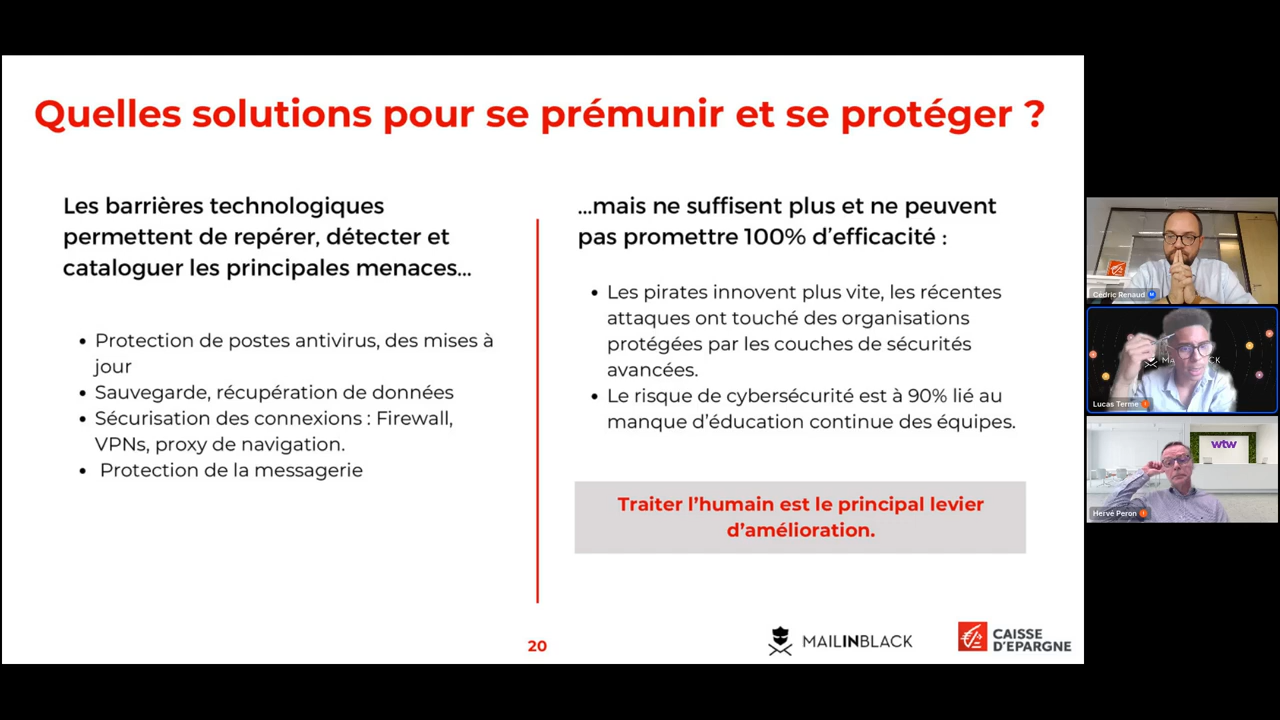 Quelles solutions pour se prémunir et se protéger ?
Les barrières technologiques
permettent de repérer, détecter et
cataloguer les principales menaces...
• Protection de postes antivirus, des mises à
jour
• Sauvegarde, récupération de données
• Sécurisation des connexions : Firewall,
VPNs, proxy de navigation.
• Protection de la messagerie
...mais ne suffisent plus et ne peuvent
pas promettre 100% d'efficacité :
• Les pirates innovent plus vite, les récentes
attaques ont touché des organisations
protégées par les couches de sécurités
avancées.
• Le risque de cybersécurité est à 90% lié au
manque d'éducation continue des équipes.
Traiter l'humain est le principal levier
d'amélioration.
20
MAILINBLACK
CAISSE
D'EPARGNE
Cédric Renaud
Lucas Terme
wtw
Hervé Peron